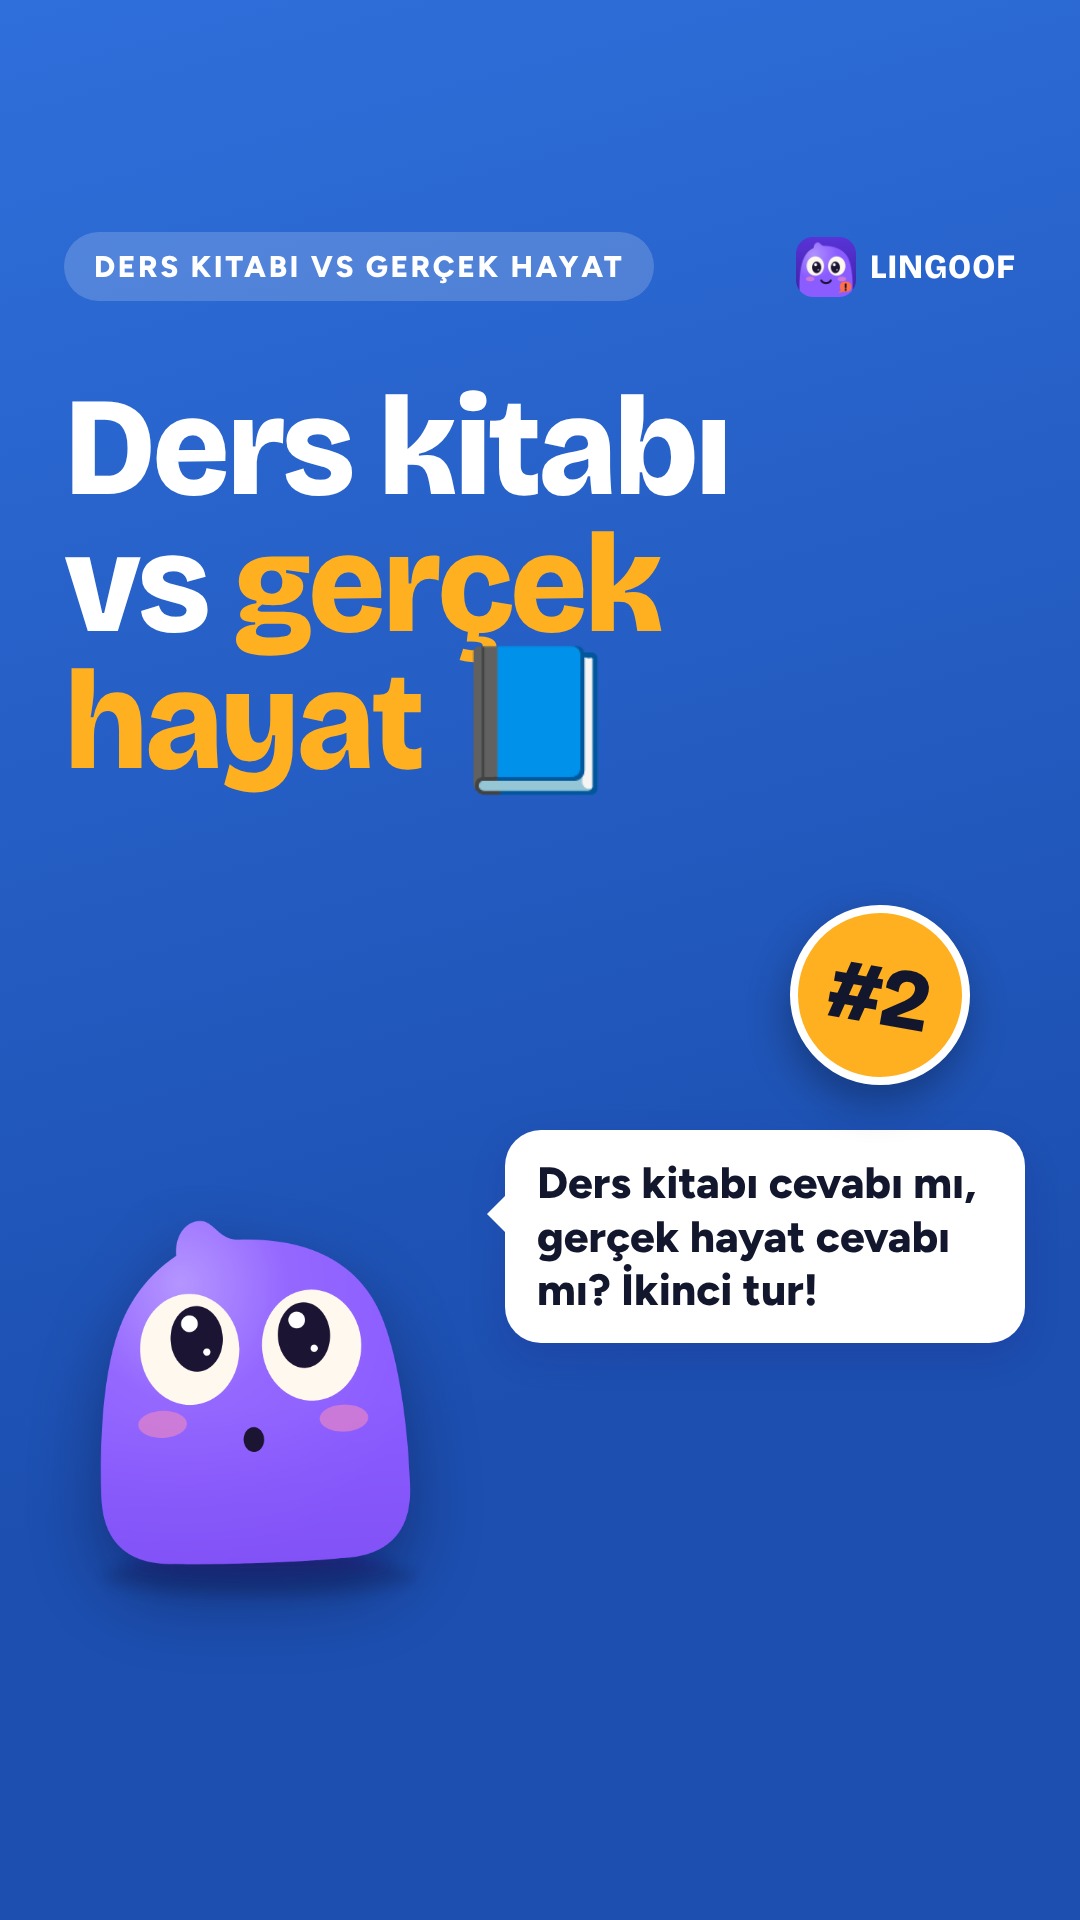 DERS KITABI VS GERÇEK HAYAT
LINGOOF
Ders kitabı
vs gerçek
hayat 📘
#2
Ders kitabı cevabı mı,
gerçek hayat cevabı
mı? İkinci tur!